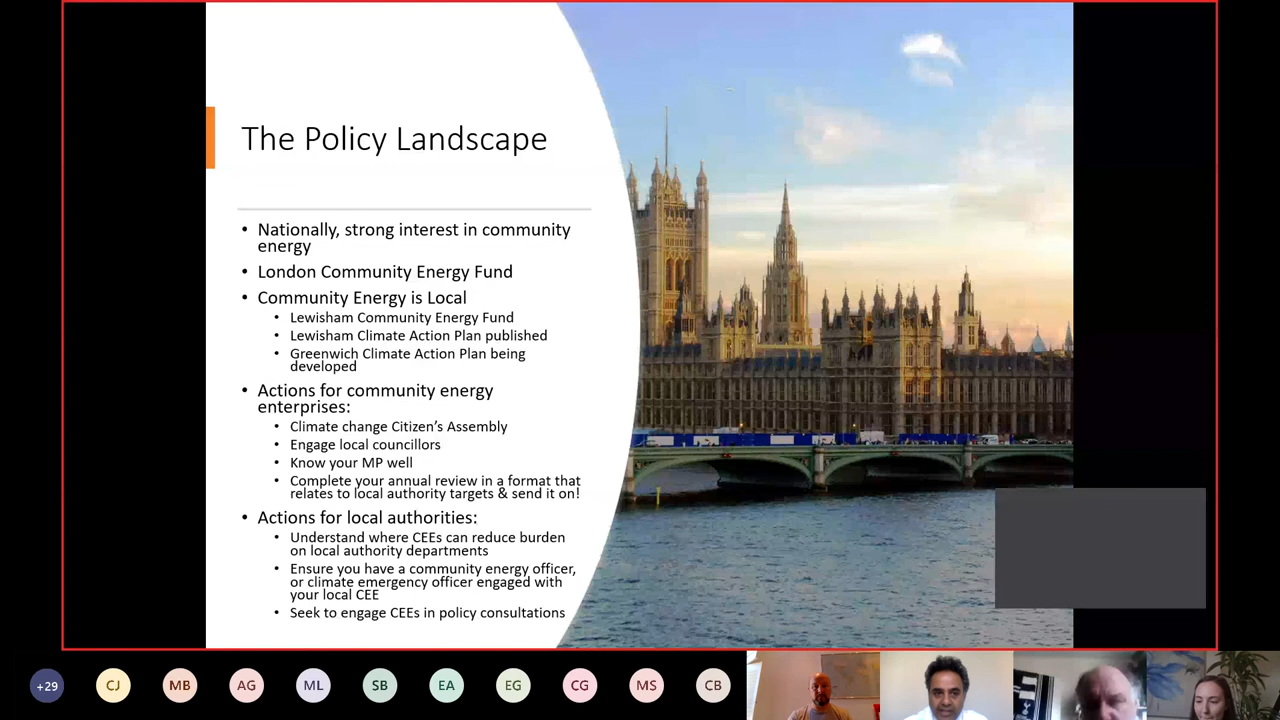 The Policy Landscape
• Nationally, strong interest in community
energy
• London Community Energy Fund
• Community Energy is Local
• Lewisham Community Energy Fund
• Lewisham Climate Action Plan published
• Greenwich Climate Action Plan being
developed
• Actions for community energy
enterprises:
• Climate change Citizen’s Assembly
• Engage local councillors
• Know your MP well
• Complete your annual review in a format that
relates to local authority targets & send it on!
• Actions for local authorities:
• Understand where CEEs can reduce burden
on local authority departments
• Ensure you have a community energy officer,
or climate emergency officer engaged with
your local CEE
• Seek to engage CEEs in policy consultations
+29 CJ MB AG ML SB EA EG CG MS CB